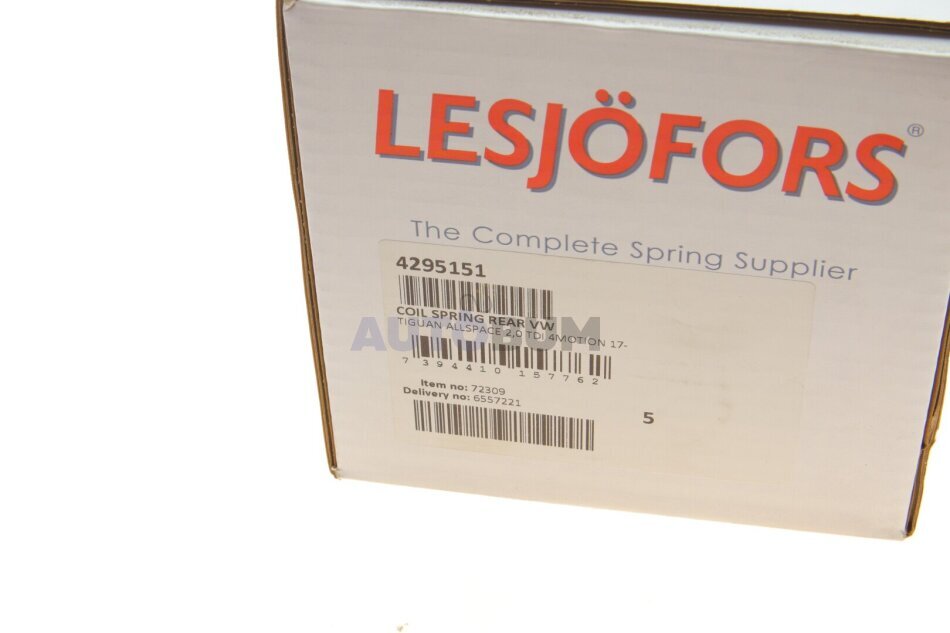 LESJÖFORS®
The Complete Spring Supplier
4295151
COIL SPRING REAR VW
TIGUAN ALLSPACE 2,0 TDI 4MOTION 17-
AUTOBUM
7 394410 157762
Item no: 72309
Delivery no: 6557221
5